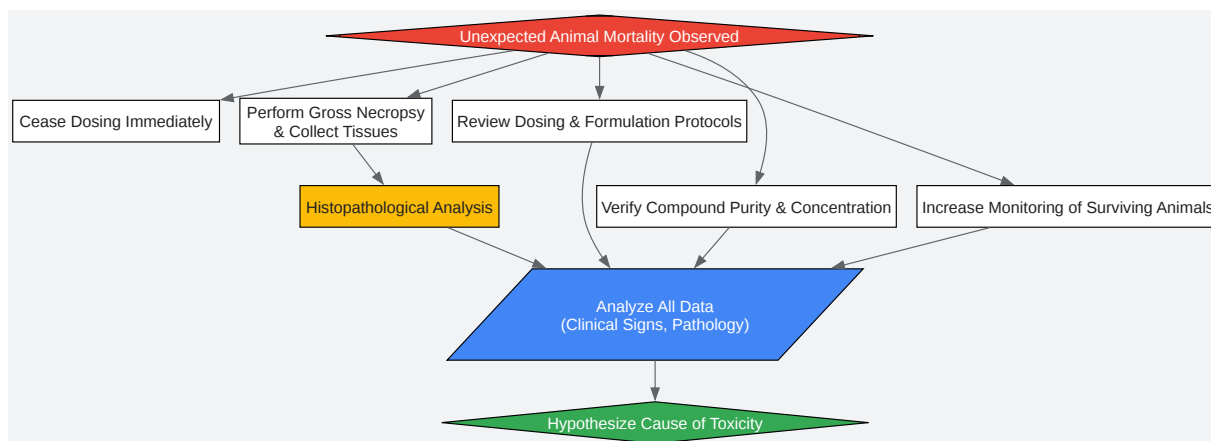 Unexpected Animal Mortality Observed
Cease Dosing Immediately
Perform Gross Necropsy
& Collect Tissues
Review Dosing & Formulation Protocols
Histopathological Analysis
Verify Compound Purity & Concentration
Increase Monitoring of Surviving Animals
Analyze All Data
(Clinical Signs, Pathology)
Hypothesize Cause of Toxicity